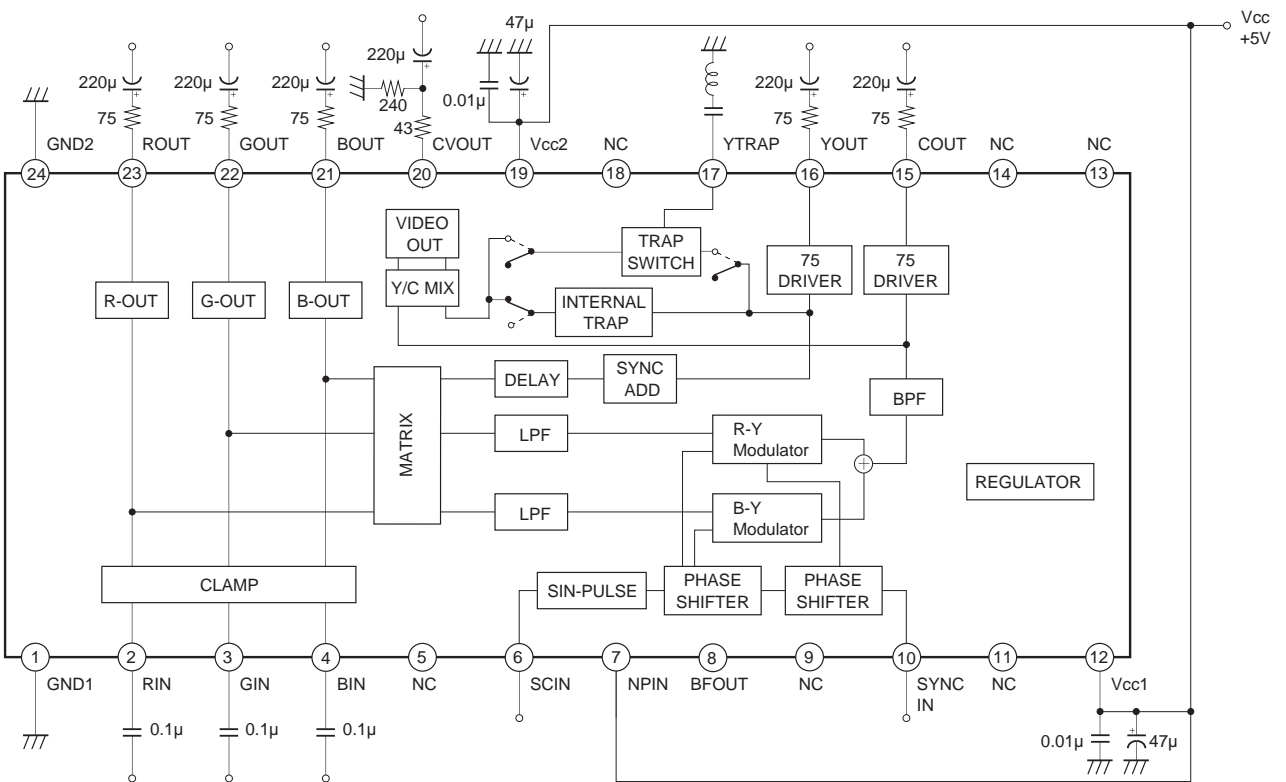 47µ
Vcc
+5V
220µ
220µ
220µ
220µ
240
0.01µ
220µ
220µ
75
75
75
43
75
75
GND2
ROUT
GOUT
BOUT
CVOUT
Vcc2
NC
YTRAP
YOUT
COUT
NC
NC
24
23
22
21
20
19
18
17
16
15
14
13
VIDEO
OUT
TRAP
SWITCH
75
DRIVER
75
DRIVER
R-OUT
G-OUT
B-OUT
Y/C MIX
INTERNAL
TRAP
MATRIX
DELAY
SYNC
ADD
BPF
LPF
R-Y
Modulator
REGULATOR
LPF
B-Y
Modulator
CLAMP
SIN-PULSE
PHASE
SHIFTER
PHASE
SHIFTER
1
2
3
4
5
6
7
8
9
10
11
12
GND1
RIN
GIN
BIN
NC
SCIN
NPIN
BFOUT
NC
SYNC
IN
NC
Vcc1
0.1µ
0.1µ
0.1µ
0.01µ
47µ